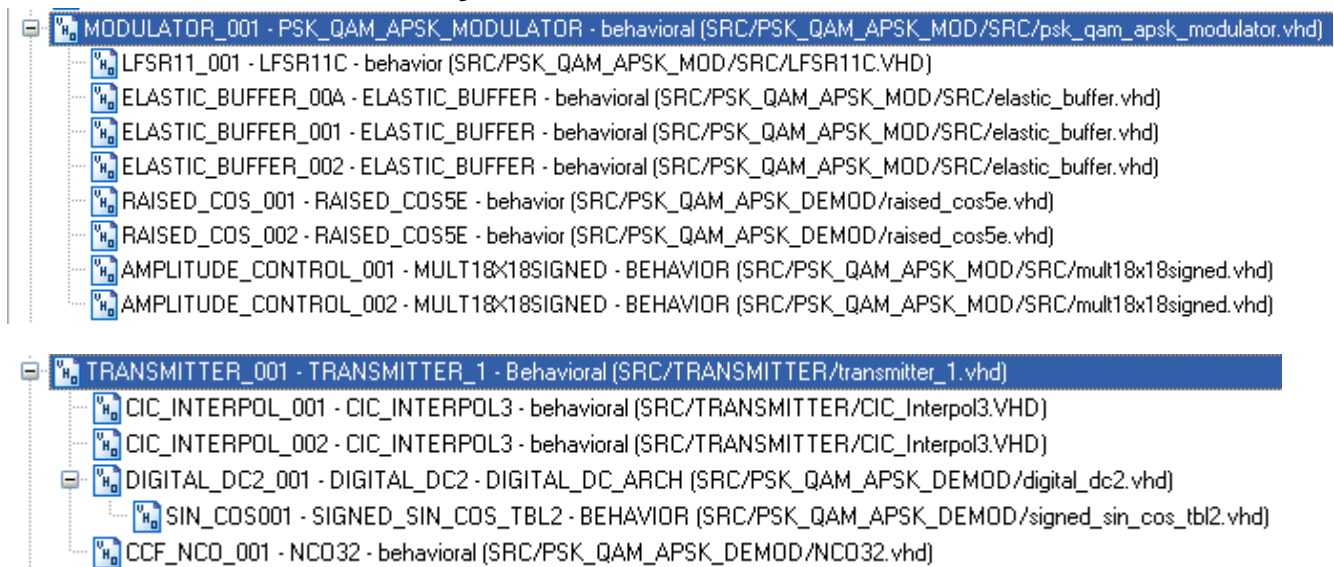 MODULATOR_001 - PSK_QAM_APSK_MODULATOR - behavioral (SRC/PSK_QAM_APSK_MOD/SRC/psk_qam_apsk_modulator.vhd)
LFSR11_001 - LFSR11C - behavior (SRC/PSK_QAM_APSK_MOD/SRC/LFSR11C.VHD)
ELASTIC_BUFFER_00A - ELASTIC_BUFFER - behavioral (SRC/PSK_QAM_APSK_MOD/SRC/elastic_buffer.vhd)
ELASTIC_BUFFER_001 - ELASTIC_BUFFER - behavioral (SRC/PSK_QAM_APSK_MOD/SRC/elastic_buffer.vhd)
ELASTIC_BUFFER_002 - ELASTIC_BUFFER - behavioral (SRC/PSK_QAM_APSK_MOD/SRC/elastic_buffer.vhd)
RAISED_COS_001 - RAISED_COS5E - behavior (SRC/PSK_QAM_APSK_DEMOD/raised_cos5e.vhd)
RAISED_COS_002 - RAISED_COS5E - behavior (SRC/PSK_QAM_APSK_DEMOD/raised_cos5e.vhd)
AMPLITUDE_CONTROL_001 - MULT18X18SIGNED - BEHAVIOR (SRC/PSK_QAM_APSK_MOD/SRC/mult18x18signed.vhd)
AMPLITUDE_CONTROL_002 - MULT18X18SIGNED - BEHAVIOR (SRC/PSK_QAM_APSK_MOD/SRC/mult18x18signed.vhd)
TRANSMITTER_001 - TRANSMITTER_1 - Behavioral (SRC/TRANSMITTER/transmitter_1.vhd)
CIC_INTERPOL_001 - CIC_INTERPOL3 - behavioral (SRC/TRANSMITTER/CIC_Interpol3.VHD)
CIC_INTERPOL_002 - CIC_INTERPOL3 - behavioral (SRC/TRANSMITTER/CIC_Interpol3.VHD)
DIGITAL_DC2_001 - DIGITAL_DC2 - DIGITAL_DC_ARCH (SRC/PSK_QAM_APSK_DEMOD/digital_dc2.vhd)
SIN_COS001 - SIGNED_SIN_COS_TBL2 - BEHAVIOR (SRC/PSK_QAM_APSK_DEMOD/signed_sin_cos_tbl2.vhd)
CCF_NCO_001 - NCO32 - behavioral (SRC/PSK_QAM_APSK_DEMOD/NCO32.vhd)